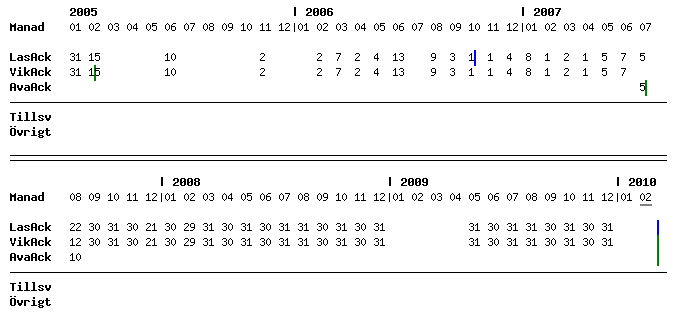 2005 | 2006 | 2007
Manad 01 02 03 04 05 06 07 08 09 10 11 12|01 02 03 04 05 06 07 08 09 10 11 12|01 02 03 04 05 06 07
LasAck 31 15 10 2 2 7 2 4 13 9 3 1 1 4 8 1 2 1 5 7 5
VikAck 31 15 10 2 2 7 2 4 13 9 3 1 1 4 8 1 2 1 5 7
AvaAck 5
Tillsv
Övrigt
| 2008 | 2009 | 2010
Manad 08 09 10 11 12|01 02 03 04 05 06 07 08 09 10 11 12|01 02 03 04 05 06 07 08 09 10 11 12|01 02
LasAck 22 30 31 30 21 30 29 31 30 31 30 31 31 30 31 30 31 31 30 31 31 30 31 30 31
VikAck 12 30 31 30 21 30 29 31 30 31 30 31 31 30 31 30 31 31 30 31 31 30 31 30 31
AvaAck 10
Tillsv
Övrigt